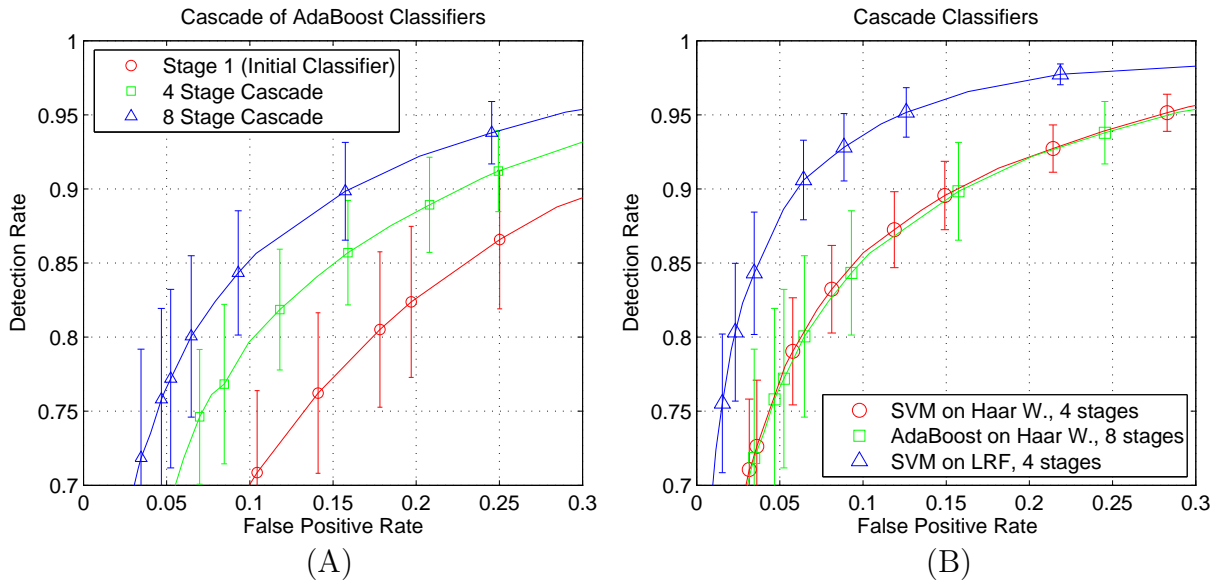 Cascade of AdaBoost Classifiers
1
0.95
0.9
0.85
0.8
0.75
0.7
Detection Rate
Stage 1 (Initial Classifier)
4 Stage Cascade
8 Stage Cascade
0 0.05 0.1 0.15 0.2 0.25 0.3
False Positive Rate
(A)
Cascade Classifiers
1
0.95
0.9
0.85
0.8
0.75
0.7
Detection Rate
SVM on Haar W., 4 stages
AdaBoost on Haar W., 8 stages
SVM on LRF, 4 stages
0 0.05 0.1 0.15 0.2 0.25 0.3
False Positive Rate
(B)